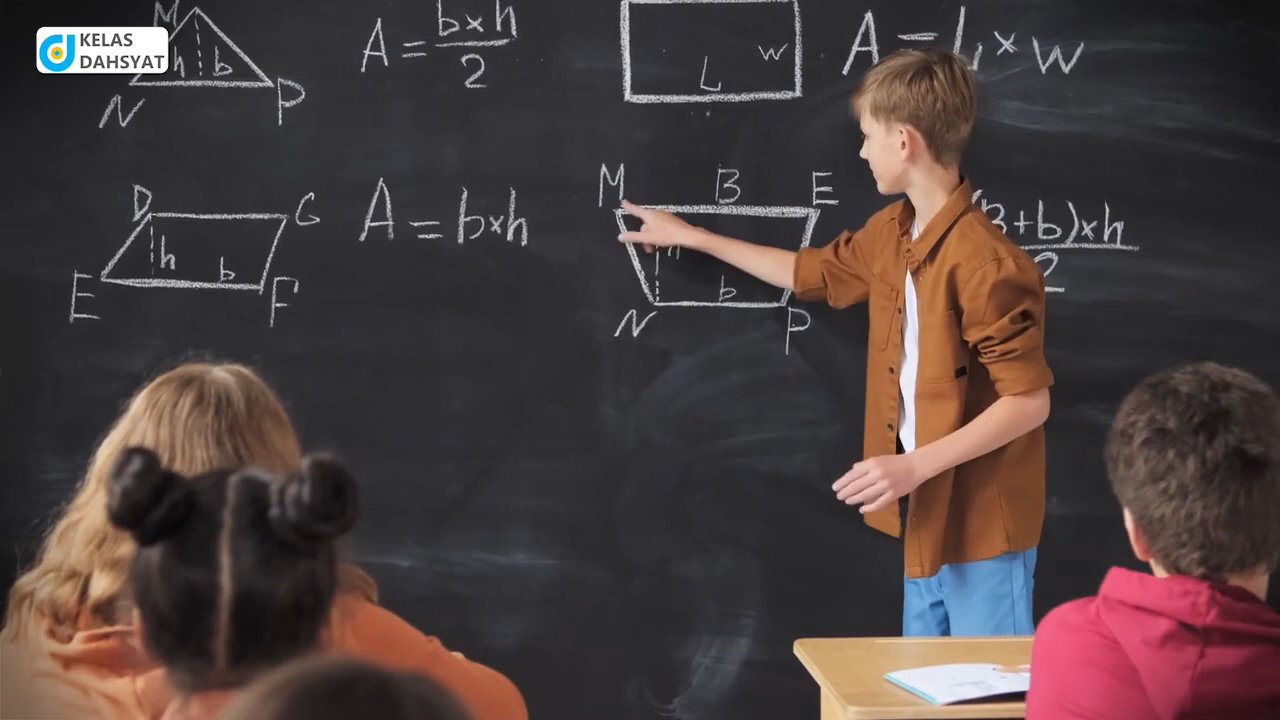 KELAS
DAHSYAT
M
h b
N P
A = b×h
2
W
L
A = L × W
D G
h b
E F
A = b×h
M B E
h b
N P
B+b)×h
2